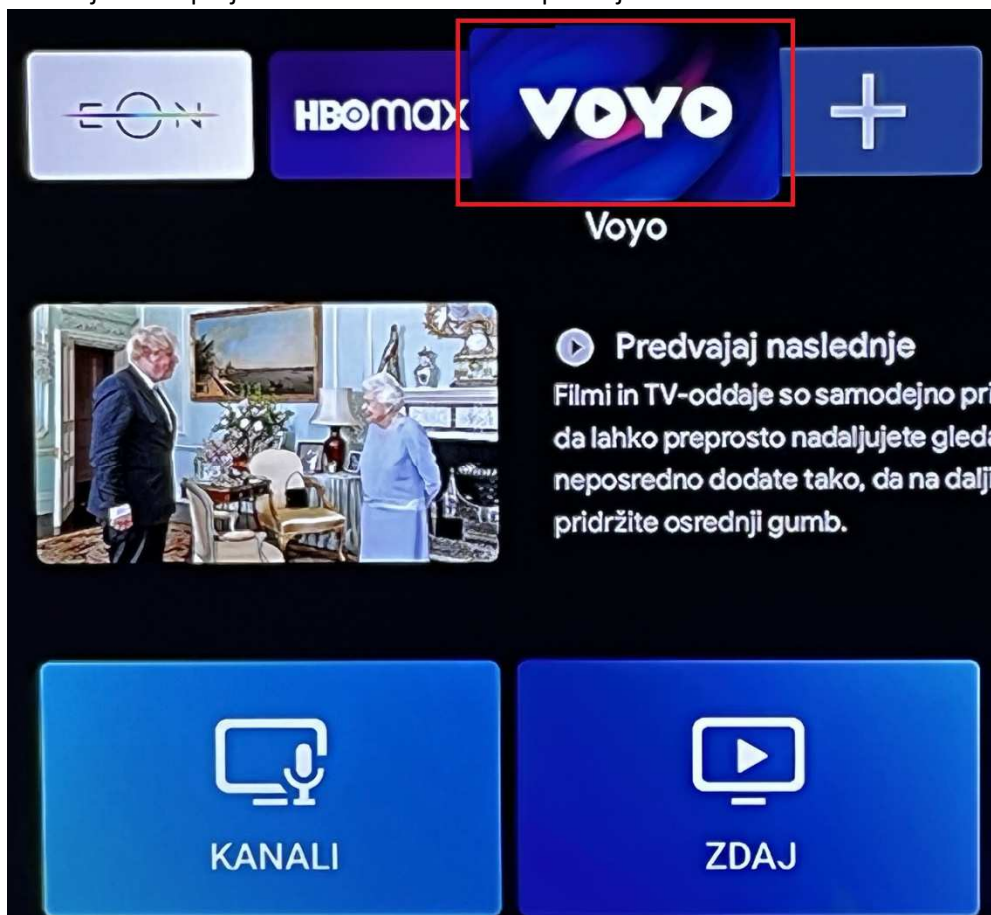 EON
HBOmax
VOYO
Voyo
Predvajaj naslednje
Filmi in TV-oddaje so samodejno pri
da lahko preprosto nadaljujete gleda
neposredno dodate tako, da na dalji
pridržite osrednji gumb.
KANALI
ZDAJ